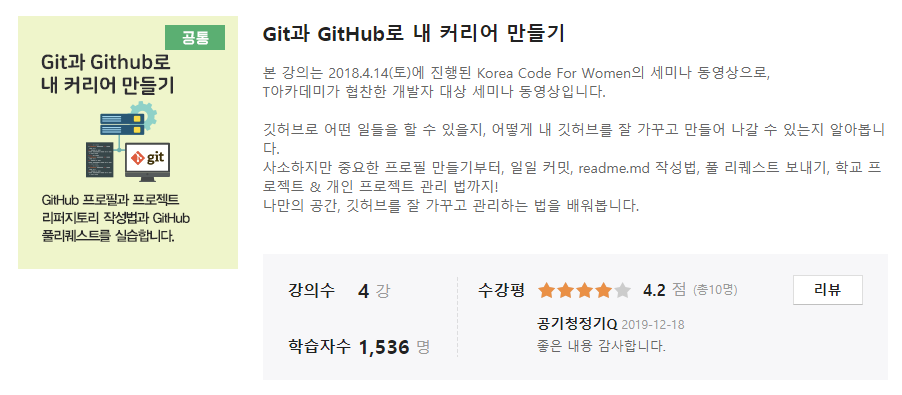 공통
Git과 Github로
내 커리어 만들기
git
GitHub 프로필과 프로젝트
리퍼지토리 작성법과 GitHub
풀리퀘스트를 실습합니다.
Git과 GitHub로 내 커리어 만들기
본 강의는 2018.4.14(토)에 진행된 Korea Code For Women의 세미나 동영상으로,
T아카데미가 협찬한 개발자 대상 세미나 동영상입니다.
깃허브로 어떤 일들을 할 수 있을지, 어떻게 내 깃허브를 잘 가꾸고 만들어 나갈 수 있는지 알아봅니
다.
사소하지만 중요한 프로필 만들기부터, 일일 커밋, readme.md 작성법, 풀 리퀘스트 보내기, 학교 프
로젝트 & 개인 프로젝트 관리 법까지!
나만의 공간, 깃허브를 잘 가꾸고 관리하는 법을 배워봅니다.
강의수 4 강
학습자수 1,536 명
수강평 4.2 점 (총10명) 리뷰
공기청정기Q 2019-12-18
좋은 내용 감사합니다.